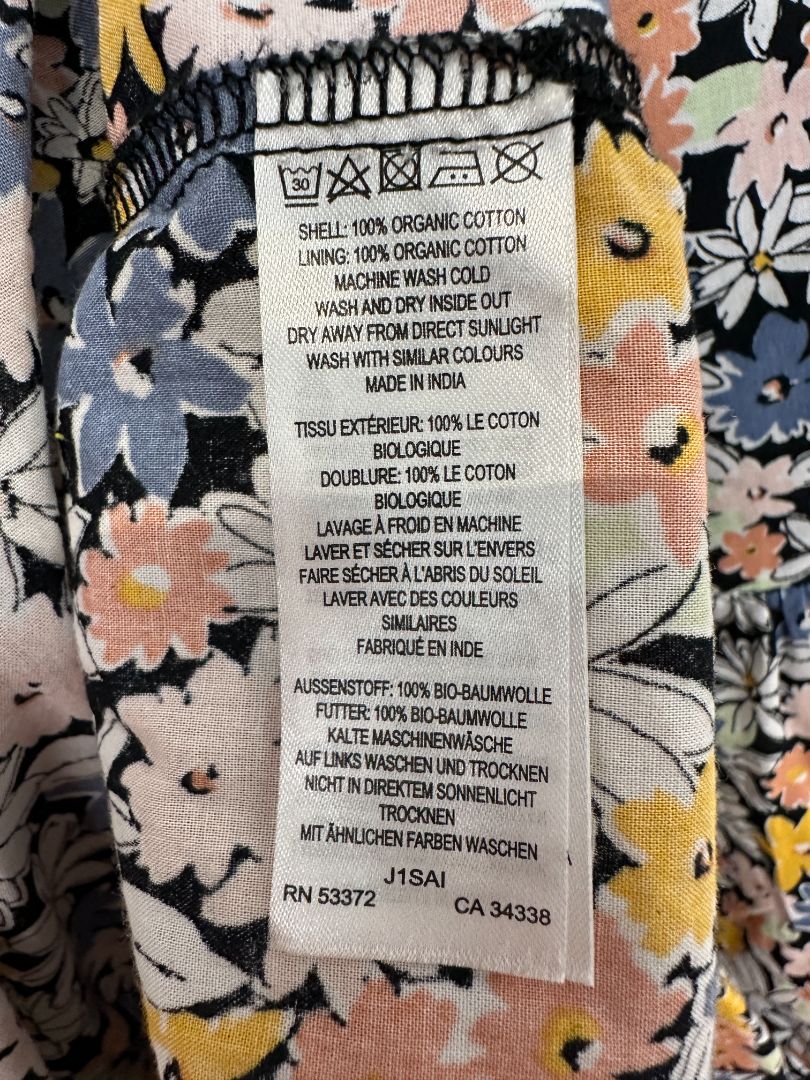 30
SHELL: 100% ORGANIC COTTON
LINING: 100% ORGANIC COTTON
MACHINE WASH COLD
WASH AND DRY INSIDE OUT
DRY AWAY FROM DIRECT SUNLIGHT
WASH WITH SIMILAR COLOURS
MADE IN INDIA
TISSU EXTÉRIEUR: 100% LE COTON
BIOLOGIQUE
DOUBLURE: 100% LE COTON
BIOLOGIQUE
LAVAGE À FROID EN MACHINE
LAVER ET SÉCHER SUR L'ENVERS
FAIRE SÉCHER À L'ABRIS DU SOLEIL
LAVER AVEC DES COULEURS
SIMILAIRES
FABRIQUÉ EN INDE
AUSSENSTOFF: 100% BIO-BAUMWOLLE
FUTTER: 100% BIO-BAUMWOLLE
KALTE MASCHINENWÄSCHE
AUF LINKS WASCHEN UND TROCKNEN
NICHT IN DIREKTEM SONNENLICHT
TROCKNEN
MIT ÄHNLICHEN FARBEN WASCHEN
J1SAI
RN 53372 CA 34338